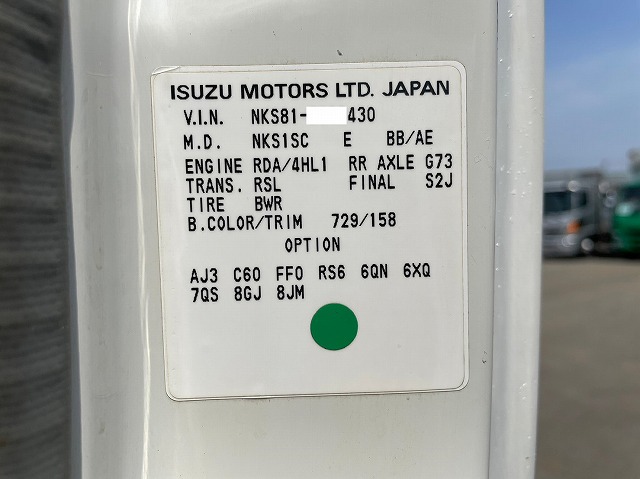 ISUZU MOTORS LTD. JAPAN
V.I.N. NKS81- 430
M.D. NKS1SC E BB/AE
ENGINE RDA/4HL1 RR AXLE G73
TRANS. RSL FINAL S2J
TIRE BWR
B.COLOR/TRIM 729/158
OPTION
AJ3 C60 FF0 RS6 6QN 6XQ
7QS 8GJ 8JM